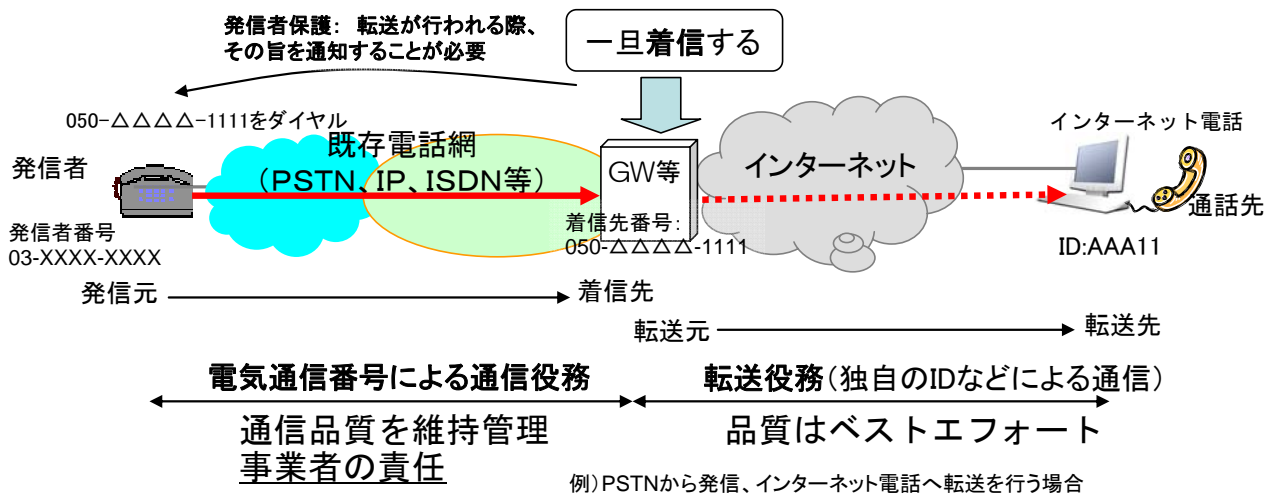 発信者保護： 転送が行われる際、
その旨を通知することが必要
一旦着信する
050-△△△△-1111をダイヤル
発信者
既存電話網
（PSTN、IP、ISDN等）
GW等
インターネット
インターネット電話
通話先
着信先番号：
050-△△△△-1111
発信者番号
03-XXXX-XXXX
ID:AAA11
発信元
着信先
転送元
転送先
電気通信番号による通信役務
転送役務（独自のIDなどによる通信）
通信品質を維持管理
事業者の責任
品質はベストエフォート
例）PSTNから発信、インターネット電話へ転送を行う場合